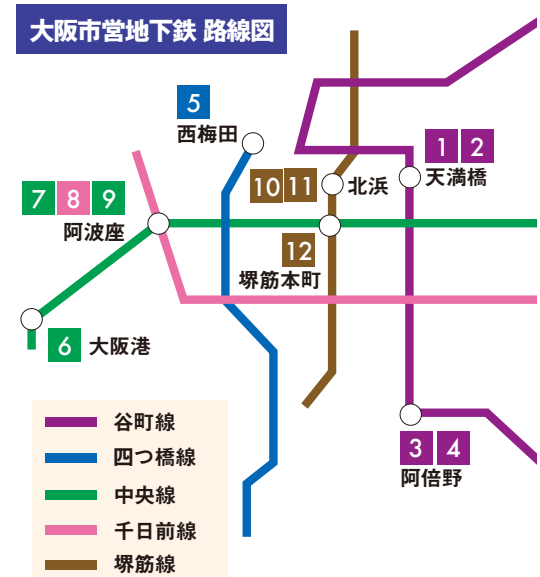 大阪市営地下鉄 路線図
5
西梅田
1 2
天満橋
10 11
北浜
7 8 9
阿波座
12
堺筋本町
6
大阪港
3 4
阿倍野
谷町線
四つ橋線
中央線
千日前線
堺筋線